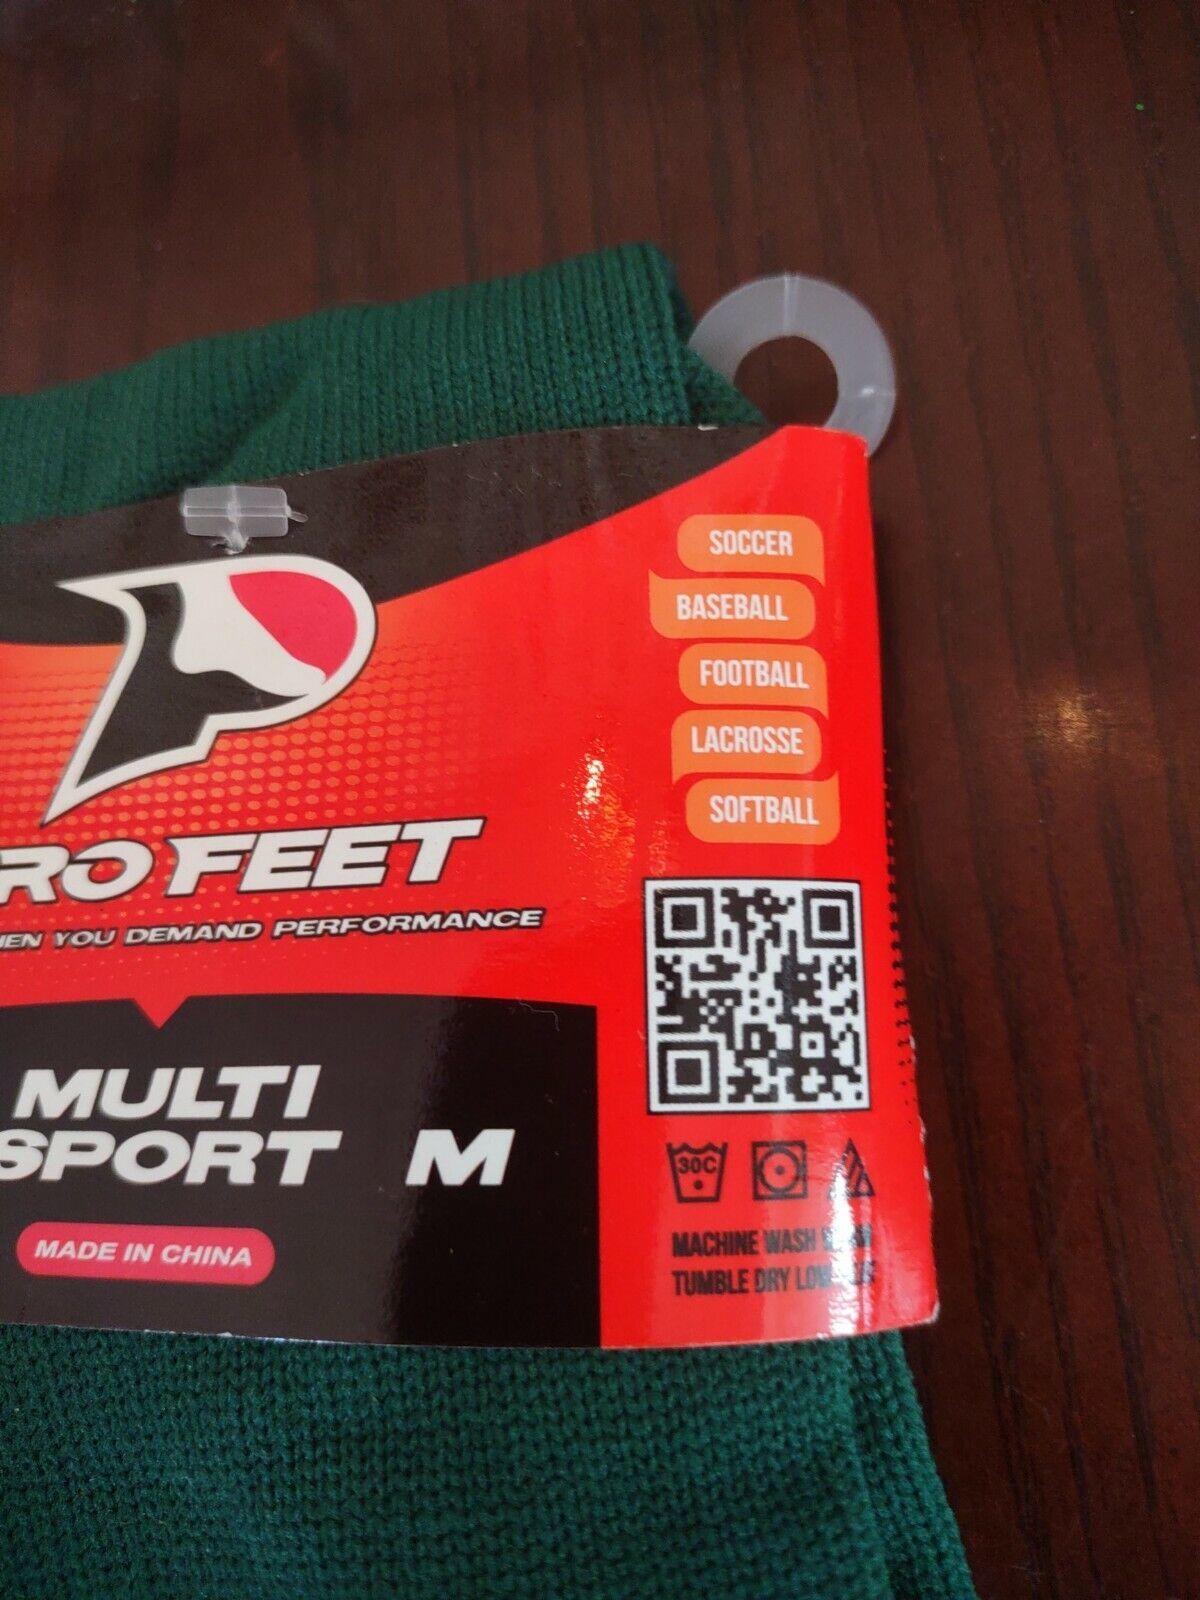 SOCCER
BASEBALL
FOOTBALL
LACROSSE
SOFTBALL
RO FEET
HEN YOU DEMAND PERFORMANCE
MULTI
SPORT M
MADE IN CHINA
30C
MACHINE WASH
TUMBLE DRY LOW